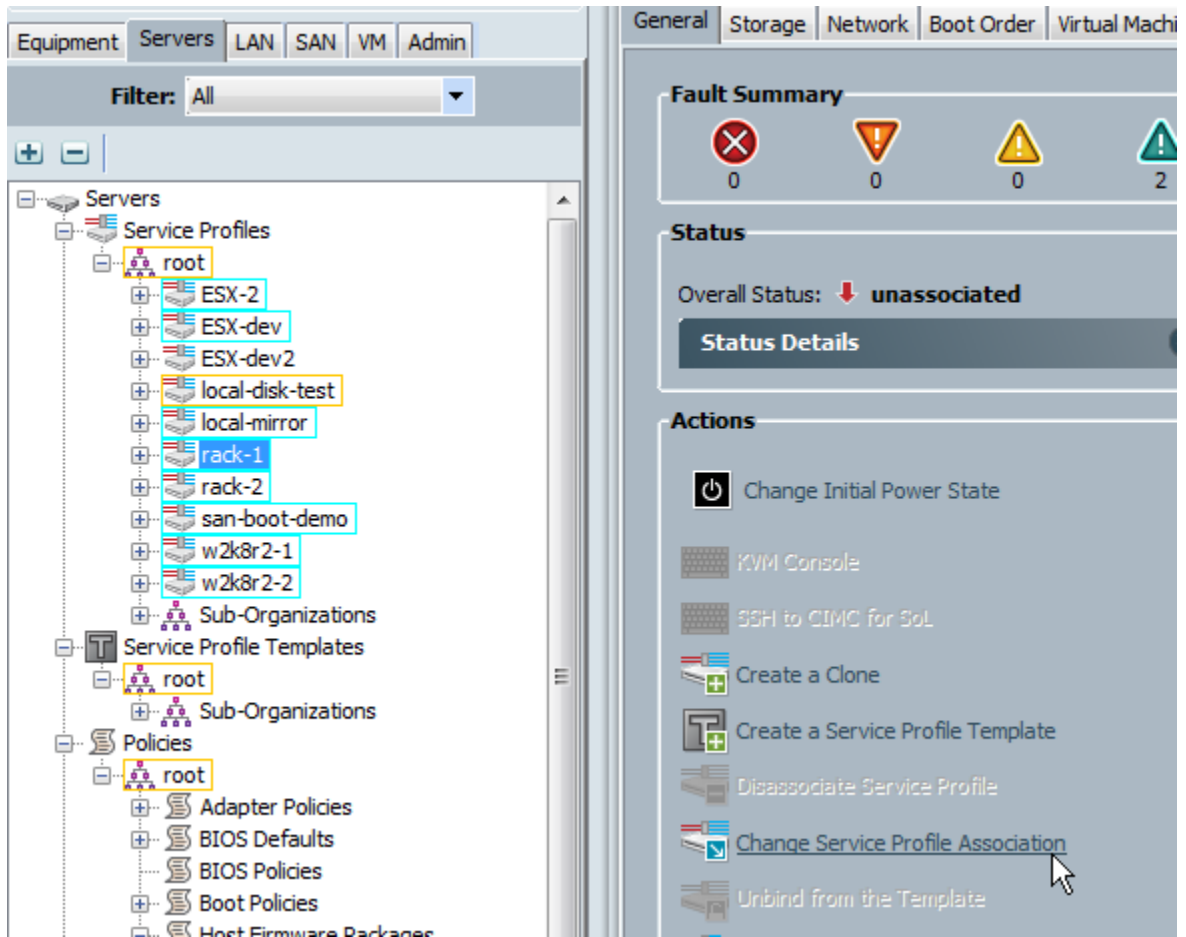 Equipment Servers LAN SAN VM Admin
Filter: All
Servers
Service Profiles
root
ESX-2
ESX-dev
ESX-dev2
local-disk-test
local-mirror
rack-1
rack-2
san-boot-demo
w2k8r2-1
w2k8r2-2
Sub-Organizations
Service Profile Templates
root
Sub-Organizations
Policies
root
Adapter Policies
BIOS Defaults
BIOS Policies
Boot Policies
Host Firmware Packages
General Storage Network Boot Order Virtual Machi
Fault Summary
0 0 0 2
Status
Overall Status: unassociated
Status Details
Actions
Change Initial Power State
KVM Console
SSH to CIMC for SoL
Create a Clone
Create a Service Profile Template
Disassociate Service Profile
Change Service Profile Association
Unbind from the Template